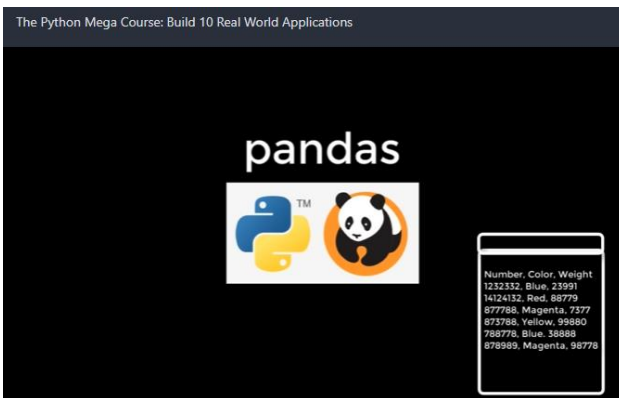 The Python Mega Course: Build 10 Real World Applications
pandas
TM
Number, Color, Weight
1232332, Blue, 23991
14124132, Red, 88779
877788, Magenta, 7377
873788, Yellow, 99880
788778, Blue. 38888
878989, Magenta, 98778